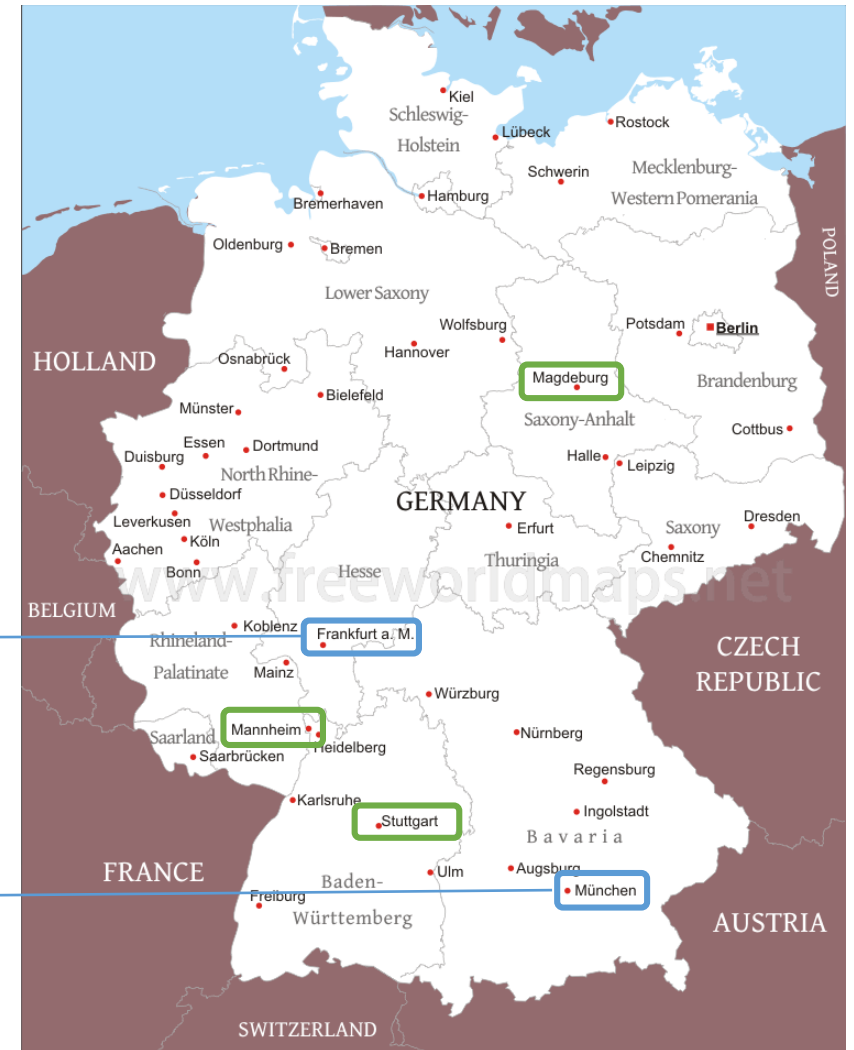 Kiel
Schleswig-
Holstein
Lübeck
Rostock
Schwerin
Mecklenburg-
Western Pomerania
Bremerhaven
Hamburg
POLAND
Oldenburg
Bremen
Lower Saxony
Wolfsburg
Potsdam
Berlin
HOLLAND
Osnabrück
Hannover
Magdeburg
Brandenburg
Bielefeld
Münster
Saxony-Anhalt
Cottbus
Essen
Dortmund
Duisburg
Halle
Leipzig
North Rhine-
Westphalia
Düsseldorf
GERMANY
Leverkusen
Erfurt
Saxony
Dresden
Köln
Aachen
Bonn
Hesse
Thuringia
Chemnitz
www.freeworldmaps.net
BELGIUM
Koblenz
Frankfurt a. M.
Rhineland-
Palatinate
Mainz
CZECH
REPUBLIC
Würzburg
Mannheim
Saarland
Heidelberg
Nürnberg
Saarbrücken
Regensburg
Karlsruhe
Stuttgart
Ingolstadt
Bavaria
FRANCE
Ulm
Augsburg
Baden-
Württemberg
München
Freiburg
AUSTRIA
SWITZERLAND